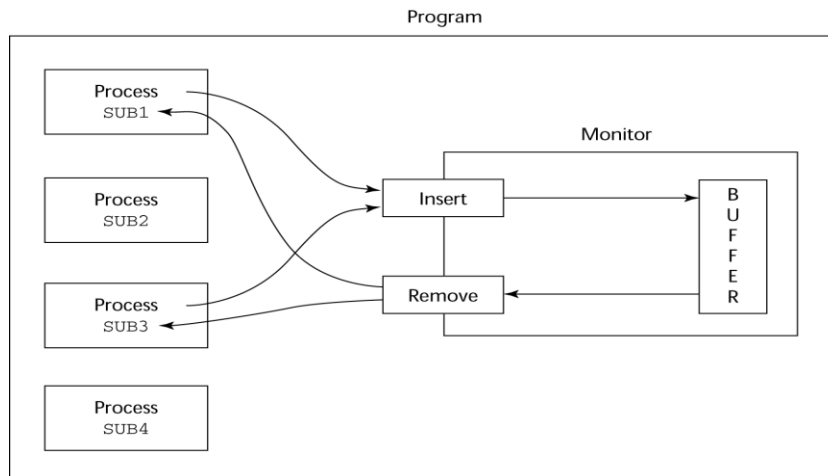 Program
Process
SUB1
Process
SUB2
Process
SUB3
Process
SUB4
Monitor
Insert
Remove
B
U
F
F
E
R